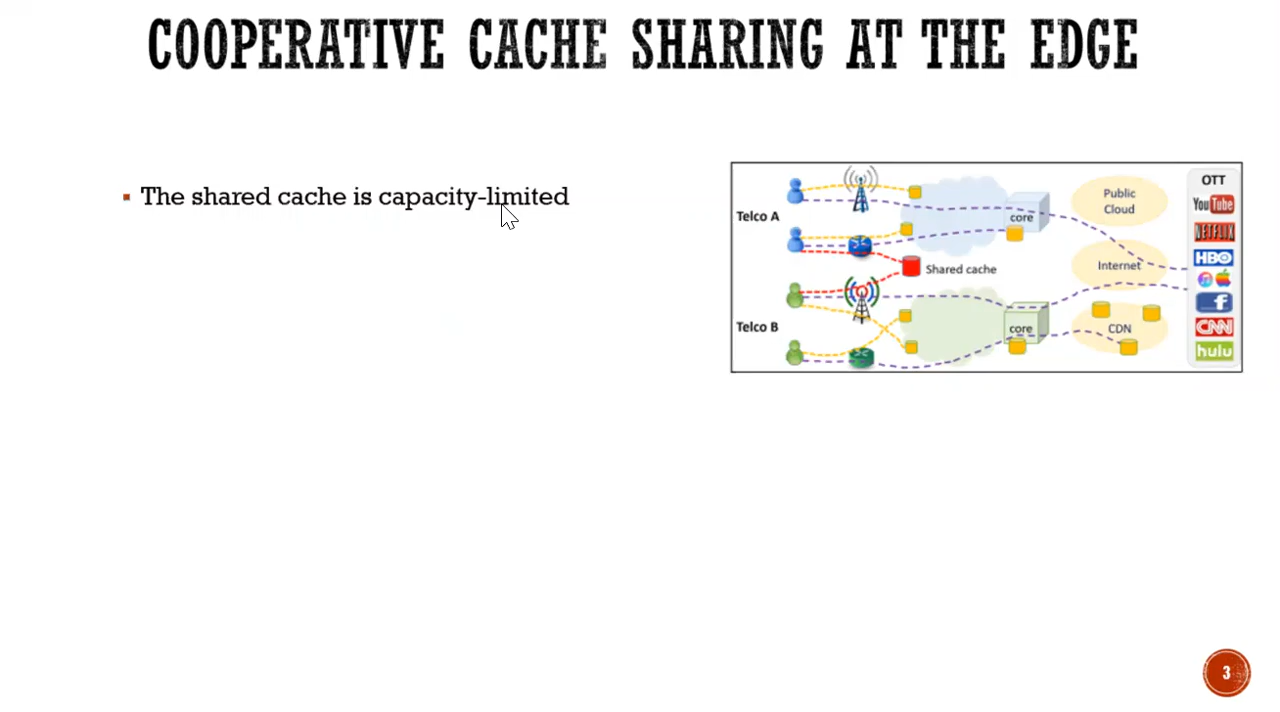 COOPERATIVE CACHE SHARING AT THE EDGE
The shared cache is capacity-limited
Telco A
core
Shared cache
Telco B
core
Public
Cloud
Internet
CDN
OTT
YouTube
NETFLIX
HBO
f
CNN
hulu
3